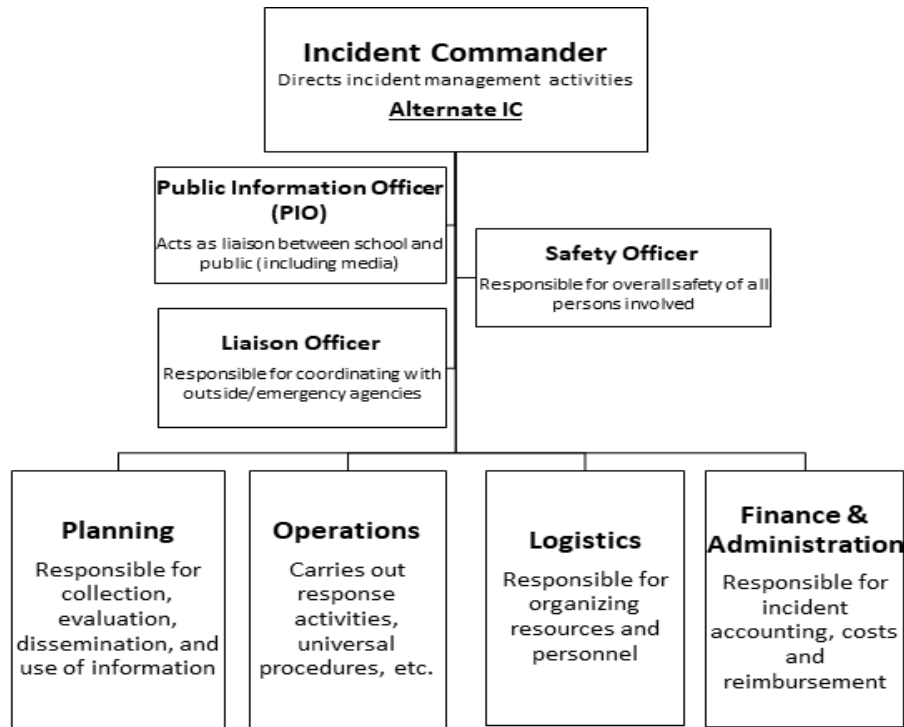 Incident Commander
Directs incident management activities
Alternate IC
Public Information Officer
(PIO)
Acts as liaison between school and
public (including media)
Safety Officer
Responsible for overall safety of all
persons involved
Liaison Officer
Responsible for coordinating with
outside/emergency agencies
Planning
Responsible for
collection,
evaluation,
dissemination, and
use of information
Operations
Carries out
response
activities,
universal
procedures, etc.
Logistics
Responsible for
organizing
resources and
personnel
Finance &
Administration
Responsible for
incident
accounting, costs
and
reimbursement